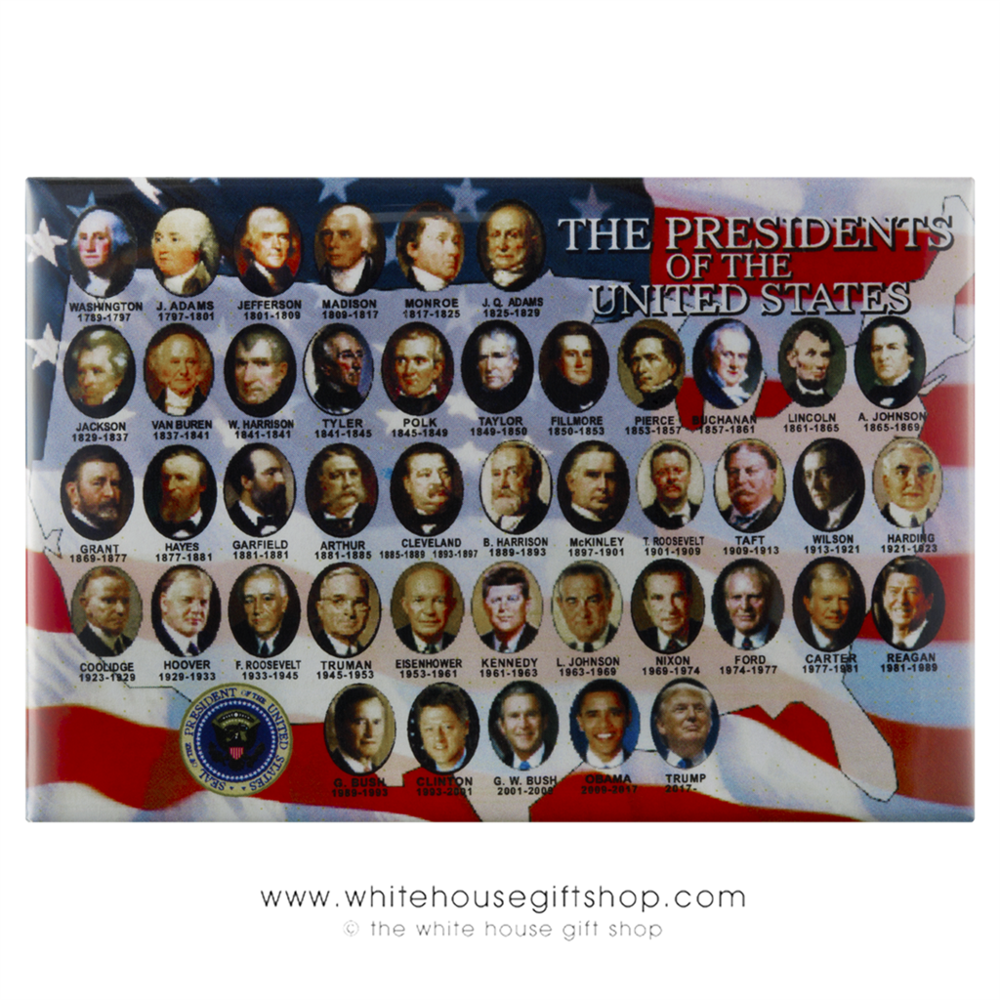 THE PRESIDENTS
OF THE
UNITED STATES
WASHINGTON J. ADAMS JEFFERSON MADISON MONROE J. Q. ADAMS
1789-1797 1797-1801 1801-1809 1809-1817 1817-1825 1825-1829
JACKSON VAN BUREN W. HARRISON TYLER POLK TAYLOR FILLMORE PIERCE BUCHANAN LINCOLN A. JOHNSON
1829-1837 1837-1841 1841-1841 1841-1845 1845-1849 1849-1850 1850-1853 1853-1857 1857-1861 1861-1865 1865-1869
GRANT HAYES GARFIELD ARTHUR CLEVELAND B. HARRISON McKINLEY T. ROOSEVELT TAFT WILSON HARDING
1869-1877 1877-1881 1881-1881 1881-1885 1885-1889 1893-1897 1889-1893 1897-1901 1901-1909 1909-1913 1913-1921 1921-1923
COOLIDGE HOOVER F. ROOSEVELT TRUMAN EISENHOWER KENNEDY L. JOHNSON NIXON FORD CARTER REAGAN
1923-1929 1929-1933 1933-1945 1945-1953 1953-1961 1961-1963 1963-1969 1969-1974 1974-1977 1977-1981 1981-1989
SEAL OF THE PRESIDENT OF THE UNITED STATES
G. BUSH CLINTON G. W. BUSH OBAMA TRUMP
1989-1993 1993-2001 2001-2009 2009-2017 2017-
www.whitehousegiftshop.com
© the white house gift shop